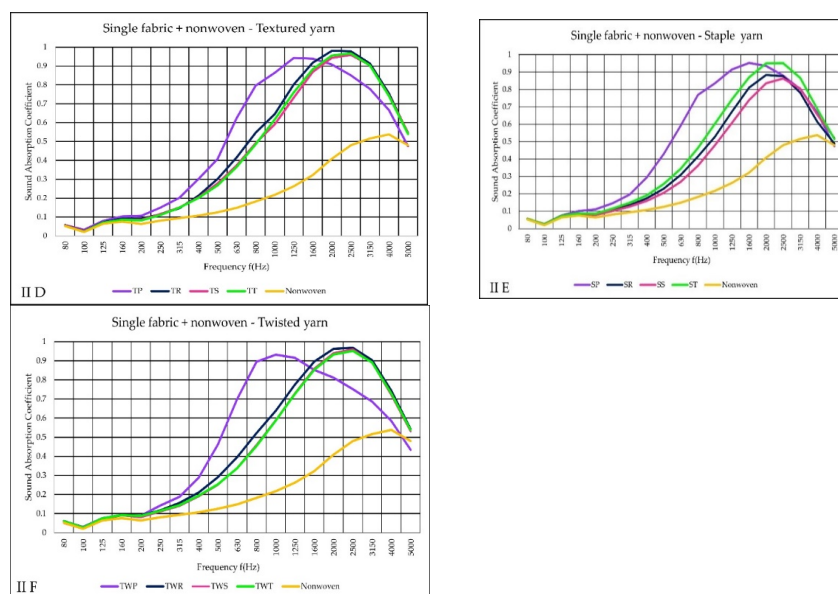 Single fabric + nonwoven - Textured yarn
Sound Absorption Coefficient
1
0.9
0.8
0.7
0.6
0.5
0.4
0.3
0.2
0.1
0
80 100 125 160 200 250 315 400 500 630 800 1000 1250 1600 2000 2500 3150 4000 5000
Frequency f(Hz)
II D
TP TR TS TT Nonwoven
Single fabric + nonwoven - Staple yarn
Sound Absorption Coefficient
1
0.9
0.8
0.7
0.6
0.5
0.4
0.3
0.2
0.1
0
80 100 125 160 200 250 315 400 500 630 800 1000 1250 1600 2000 2500 3150 4000 5000
Frequency f(Hz)
II E
SP SR SS ST Nonwoven
Single fabric + nonwoven - Twisted yarn
Sound Absorption Coefficient
1
0.9
0.8
0.7
0.6
0.5
0.4
0.3
0.2
0.1
0
80 100 125 160 200 250 315 400 500 630 800 1000 1250 1600 2000 2500 3150 4000 5000
Frequency f(Hz)
II F
TWP TWR TWS TWT Nonwoven